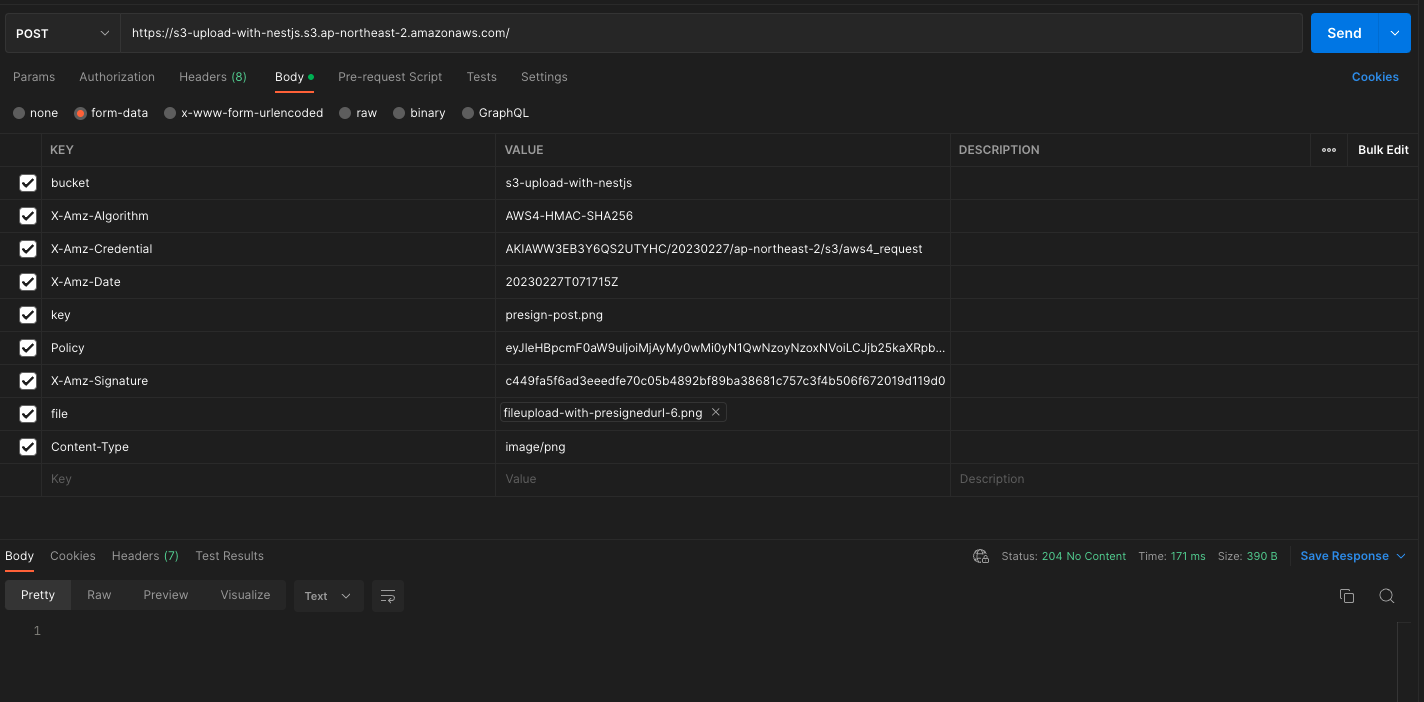 POST https://s3-upload-with-nestjs.s3.ap-northeast-2.amazonaws.com/ Send
Params Authorization Headers (8) Body Pre-request Script Tests Settings Cookies
none form-data x-www-form-urlencoded raw binary GraphQL
KEY VALUE DESCRIPTION Bulk Edit
bucket s3-upload-with-nestjs
X-Amz-Algorithm AWS4-HMAC-SHA256
X-Amz-Credential AKIAWW3EB3Y6QS2UTYHC/20230227/ap-northeast-2/s3/aws4_request
X-Amz-Date 20230227T071715Z
key presign-post.png
Policy eyJleHBpcmF0aW9uIjoiMjAyMy0wMi0yN1QwNzoyNzoxNVoiLCJjb25kaXRpb...
X-Amz-Signature c449fa5f6ad3eeedfe70c05b4892bf89ba38681c757c3f4b506f672019d119d0
file fileupload-with-presignedurl-6.png
Content-Type image/png
Key Value Description
Body Cookies Headers (7) Test Results Status: 204 No Content Time: 171 ms Size: 390 B Save Response
Pretty Raw Preview Visualize Text
1